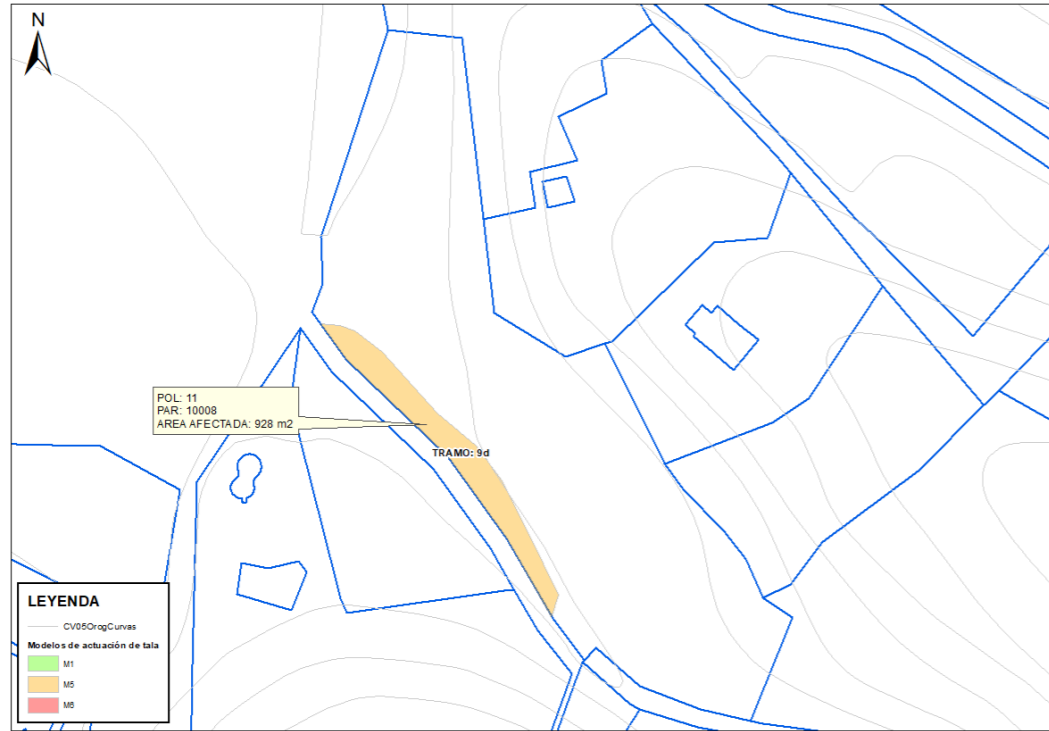 N
POL: 11
PAR: 10008
AREA AFECTADA: 928 m2
TRAMO: 9d
LEYENDA
CV05OrogCurvas
Modelos de actuación de tala
M1
M5
M6